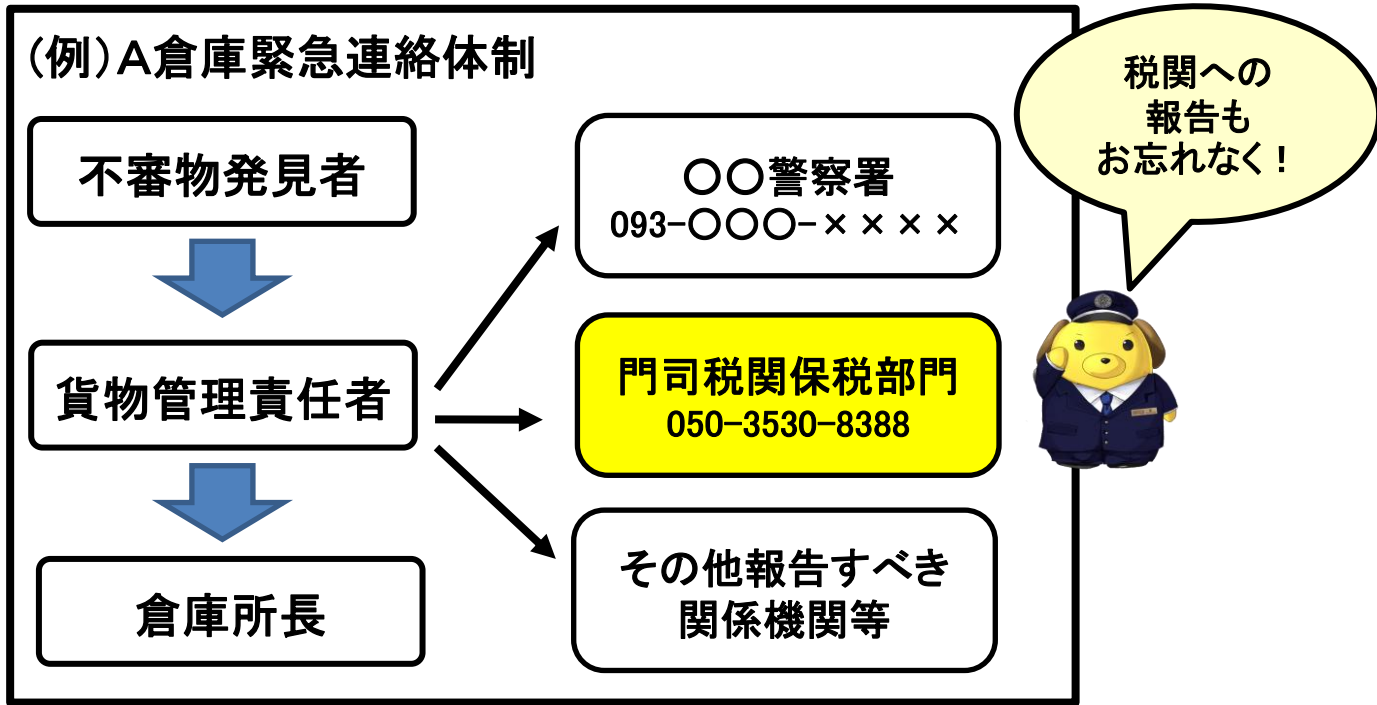 (例)A倉庫緊急連絡体制
不審物発見者
〇〇警察署
093-〇〇〇-××××
貨物管理責任者
門司税関保税部門
050-3530-8388
倉庫所長
その他報告すべき
関係機関等
税関への
報告も
お忘れなく!